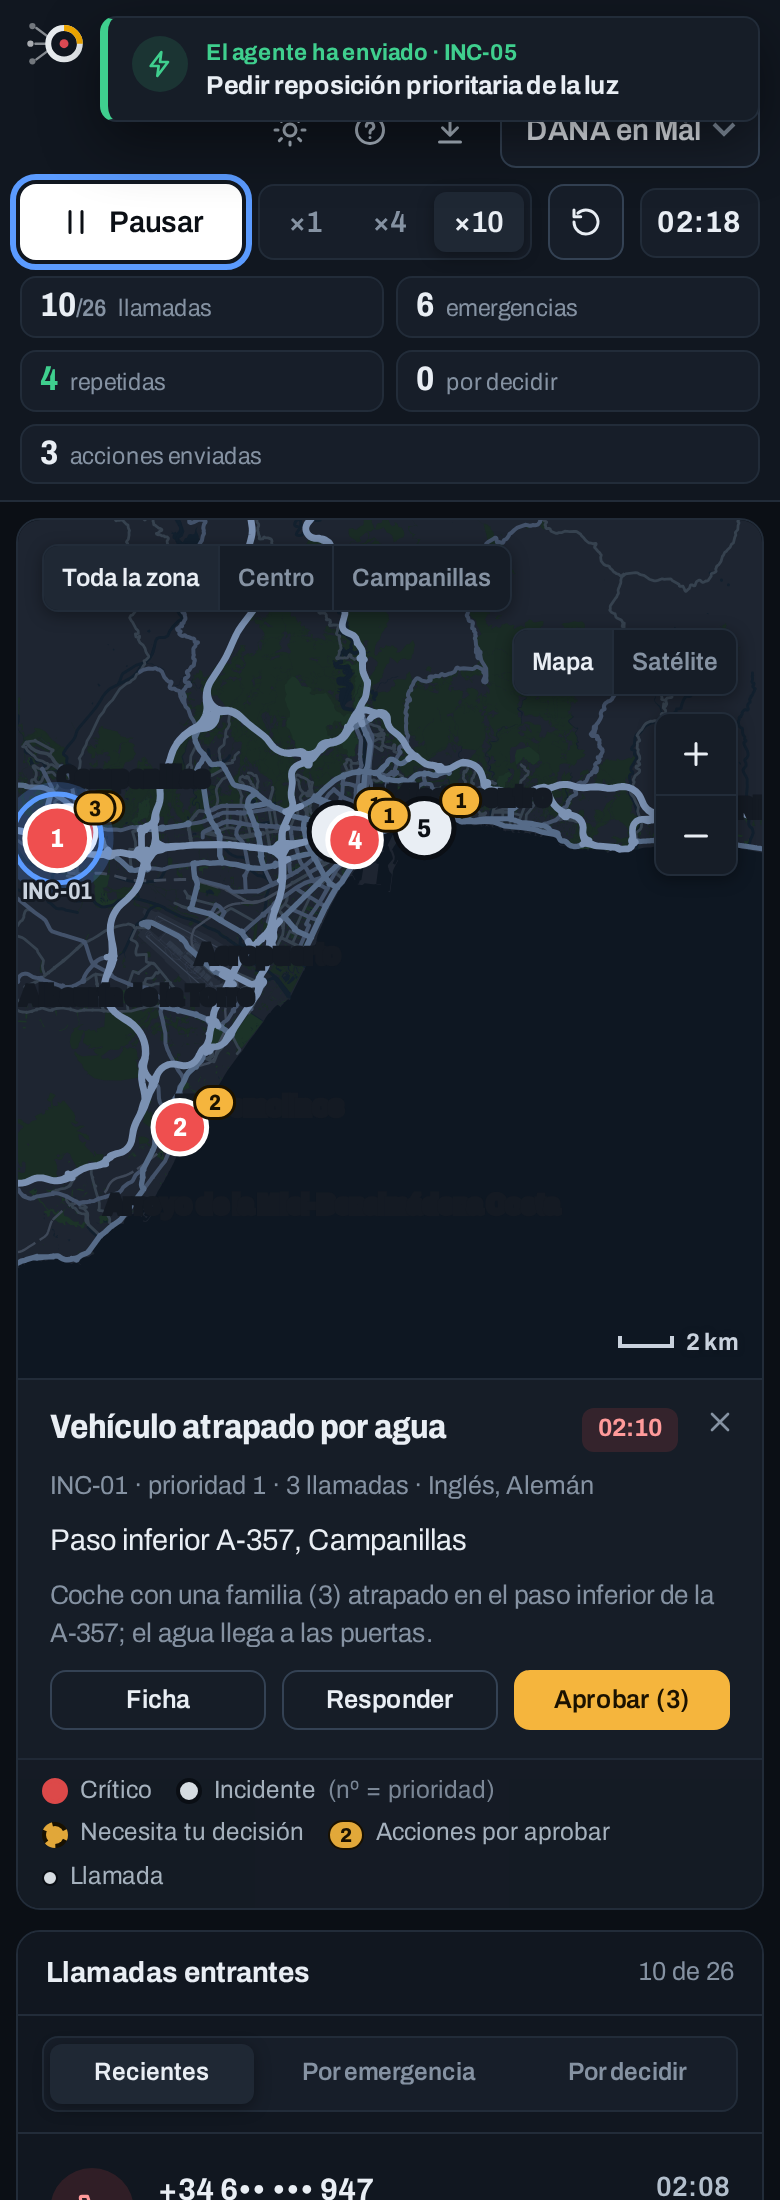 El agente ha enviado · INC-05
Pedir reposición prioritaria de la luz
DANA en Mál
Pausar
×1 ×4 ×10
02:18
10/26 llamadas
6 emergencias
4 repetidas
0 por decidir
3 acciones enviadas
Toda la zona Centro Campanillas
Mapa Satélite
3
1
1
1
4
5
INC-01
2
2
2 km
Vehículo atrapado por agua
02:10
INC-01 · prioridad 1 · 3 llamadas · Inglés, Alemán
Paso inferior A-357, Campanillas
Coche con una familia (3) atrapado en el paso inferior de la
A-357; el agua llega a las puertas.
Ficha Responder Aprobar (3)
Crítico Incidente (nº = prioridad)
Necesita tu decisión 2 Acciones por aprobar
Llamada
Llamadas entrantes
10 de 26
Recientes Por emergencia Por decidir
+34 6•• ••• 947
02:08